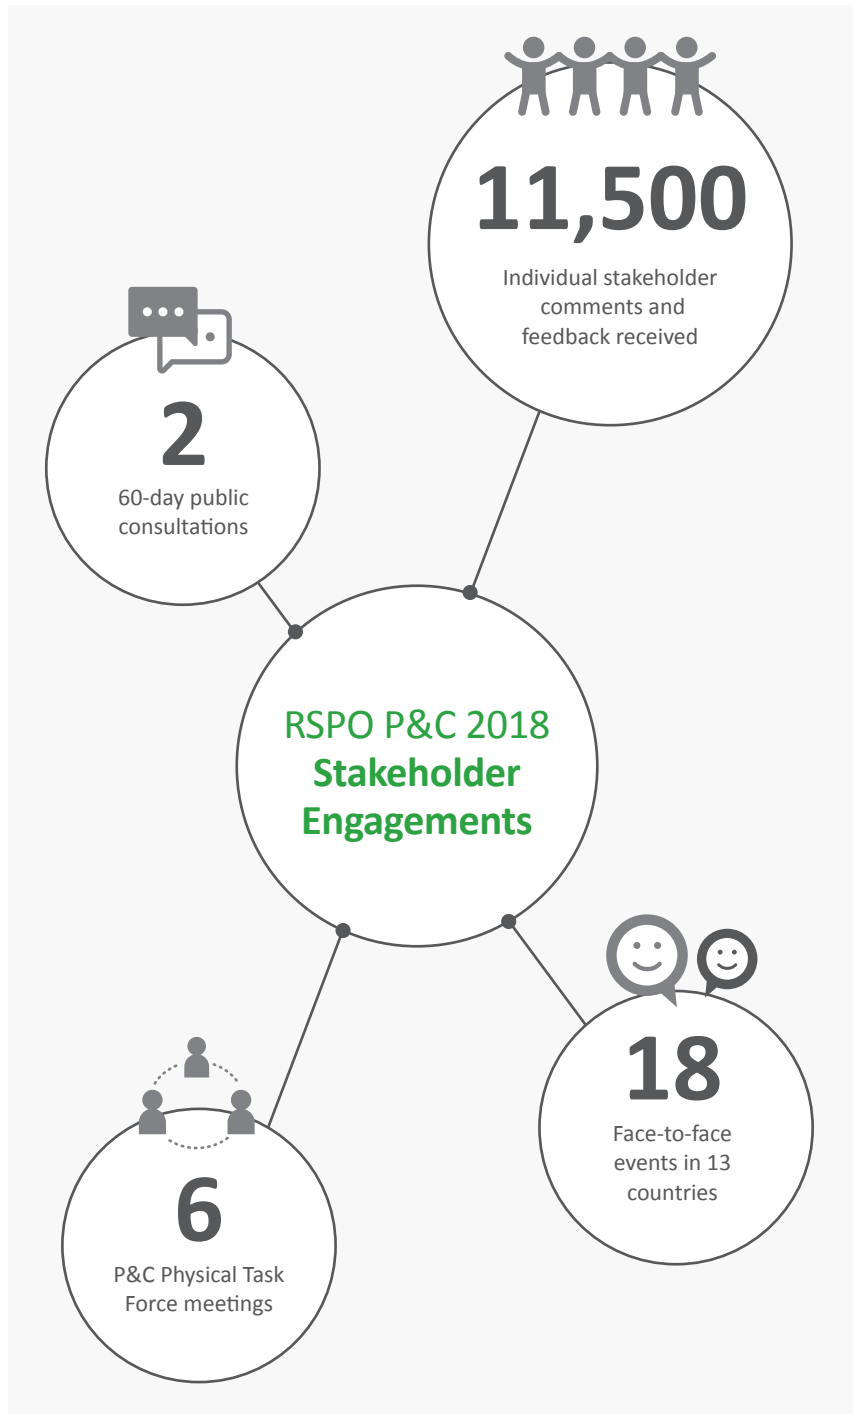 11,500
Individual stakeholder
comments and
feedback received
2
60-day public
consultations
RSPO P&C 2018
Stakeholder
Engagements
18
Face-to-face
events in 13
countries
6
P&C Physical Task
Force meetings